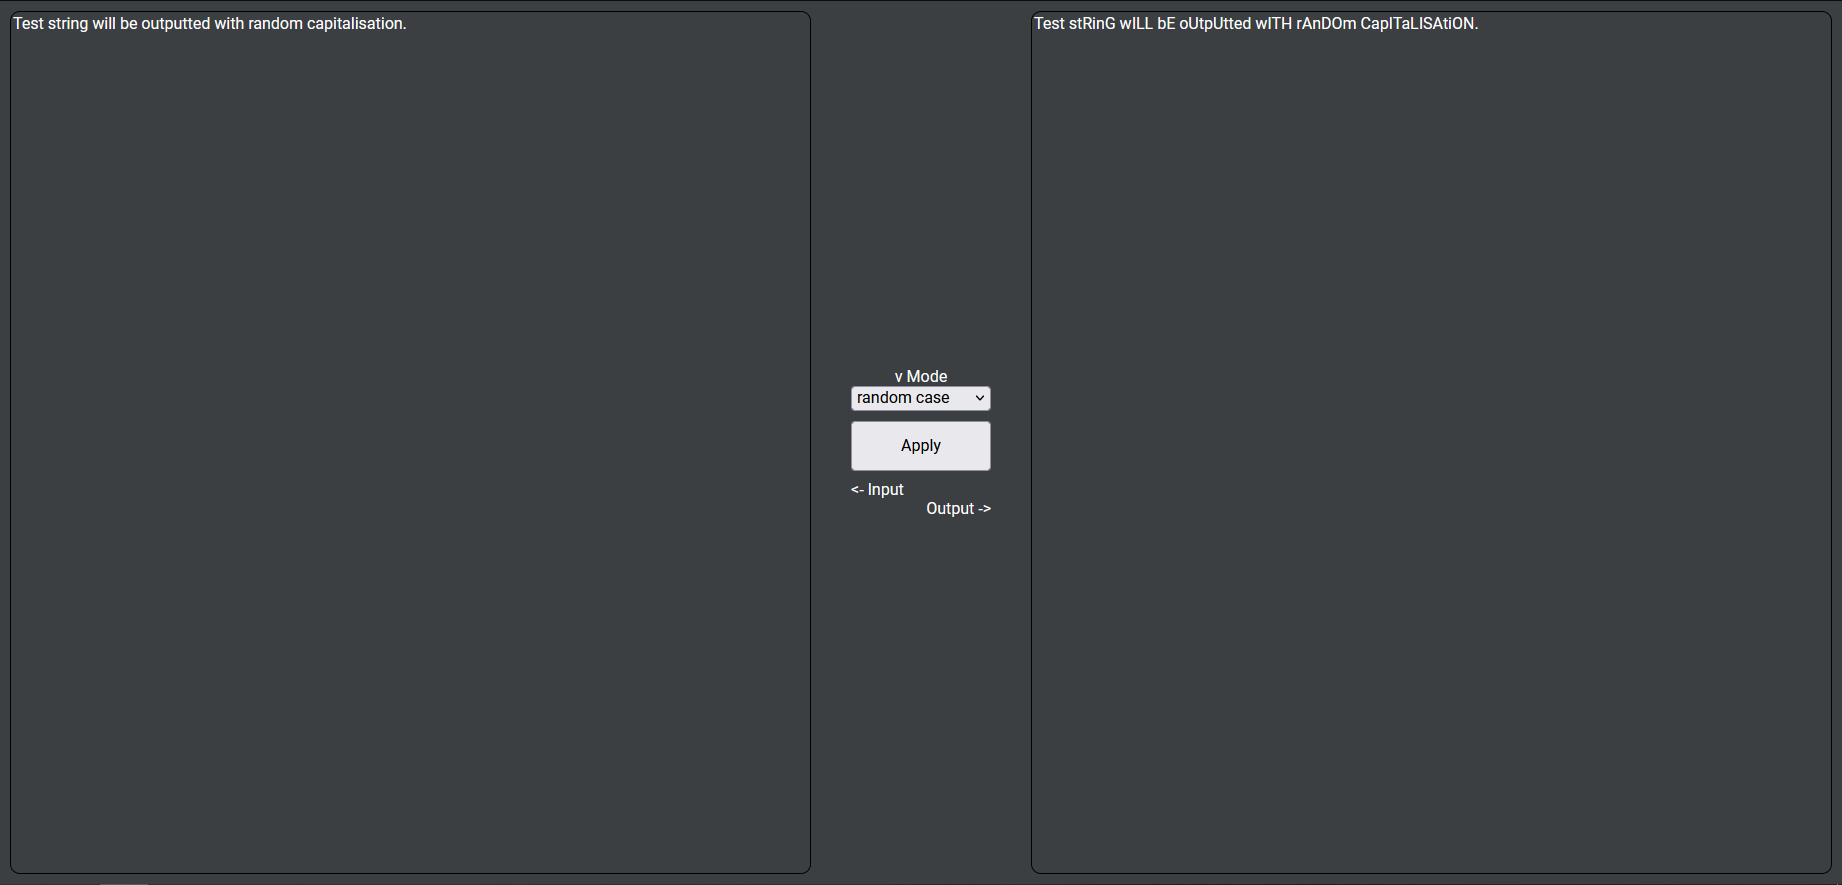 Test string will be outputted with random capitalisation.
v Mode
random case
Apply
<- Input
Output ->
Test stRinG wILL bE oUtpUtted wITH rAnDOm CapITaLISAtiON.